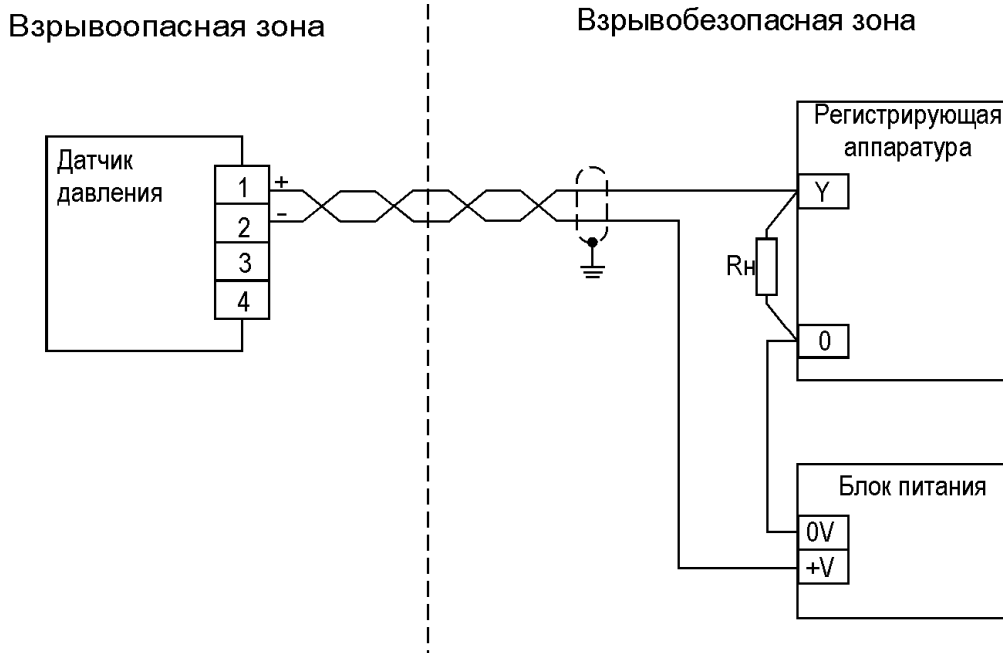 Взрывоопасная зона
Взрывобезопасная зона
Датчик
давления
1
+
2
-
3
4
Регистрирующая
аппаратура
Y
Rн
0
Блок питания
0V
+V